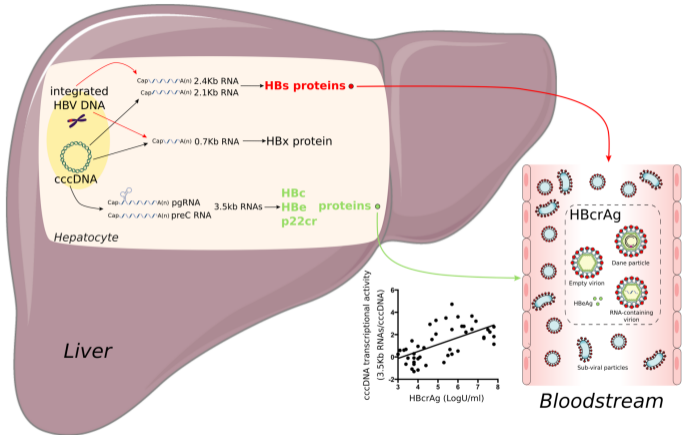 integrated
HBV DNA
cccDNA
Hepatocyte
Cap A(n) 2.4Kb RNA
Cap A(n) 2.1Kb RNA
HBs proteins
Cap A(n) 0.7Kb RNA
HBx protein
Cap A(n) pgRNA
Cap A(n) preC RNA
3.5kb RNAs
HBc
HBe
p22cr
proteins
Liver
cccDNA transcriptional activity
(3.5Kb RNAs/cccDNA)
6
4
2
0
-2
3 4 5 6 7 8
HBcrAg (LogU/ml)
HBcrAg
Dane particle
Empty virion
HBeAg
RNA-containing
virion
Sub-viral particles
Bloodstream